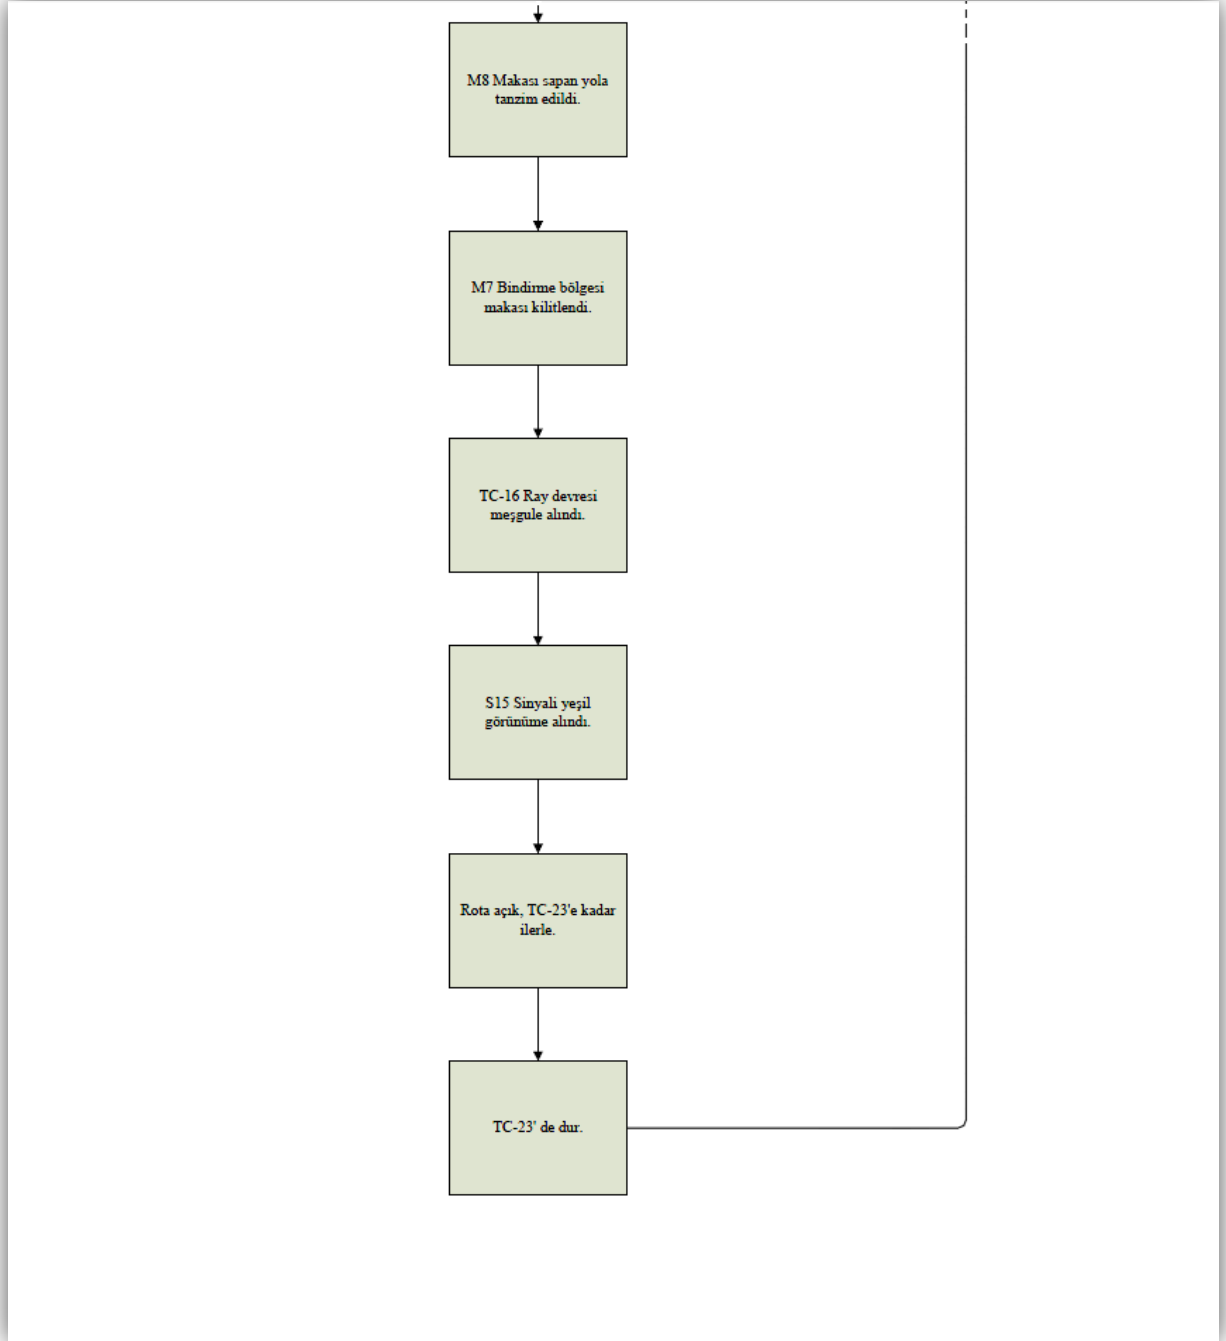 M8 Makası sapan yola
tanzim edildi.
M7 Bindirme bölgesi
makası kilitlendi.
TC-16 Ray devresi
meşgule alındı.
S15 Sinyali yeşil
görünüme alındı.
Rota açık, TC-23'e kadar
ilerle.
TC-23' de dur.